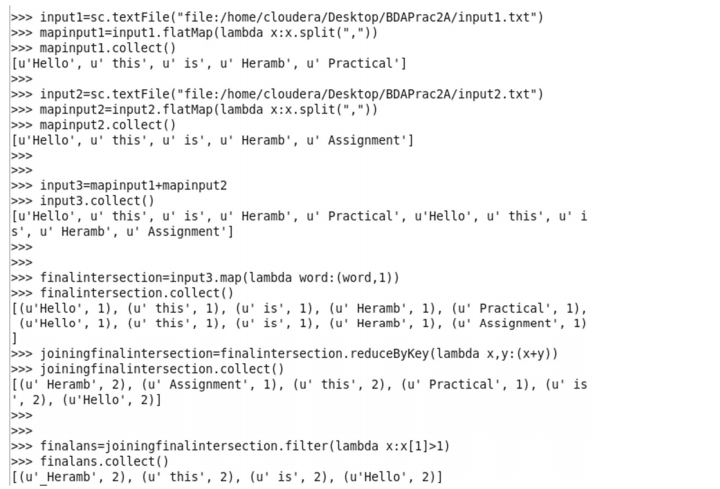 >>> input1=sc.textFile("file:/home/cloudera/Desktop/BDAPrac2A/input1.txt")
>>> mapinput1=input1.flatMap(lambda x:x.split(","))
>>> mapinput1.collect()
[u'Hello', u' this', u' is', u' Heramb', u' Practical']
>>>
>>> input2=sc.textFile("file:/home/cloudera/Desktop/BDAPrac2A/input2.txt")
>>> mapinput2=input2.flatMap(lambda x:x.split(","))
>>> mapinput2.collect()
[u'Hello', u' this', u' is', u' Heramb', u' Assignment']
>>>
>>>
>>> input3=mapinput1+mapinput2
>>> input3.collect()
[u'Hello', u' this', u' is', u' Heramb', u' Practical', u'Hello', u' this', u' i
s', u' Heramb', u' Assignment']
>>>
>>>
>>> finalintersection=input3.map(lambda word:(word,1))
>>> finalintersection.collect()
[(u'Hello', 1), (u' this', 1), (u' is', 1), (u' Heramb', 1), (u' Practical', 1),
 (u'Hello', 1), (u' this', 1), (u' is', 1), (u' Heramb', 1), (u' Assignment', 1)
]
>>> joiningfinalintersection=finalintersection.reduceByKey(lambda x,y:(x+y))
>>> joiningfinalintersection.collect()
[(u' Heramb', 2), (u' Assignment', 1), (u' this', 2), (u' Practical', 1), (u' is
', 2), (u'Hello', 2)]
>>>
>>>
>>> finalans=joiningfinalintersection.filter(lambda x:x[1]>1)
>>> finalans.collect()
[(u' Heramb', 2), (u' this', 2), (u' is', 2), (u'Hello', 2)]